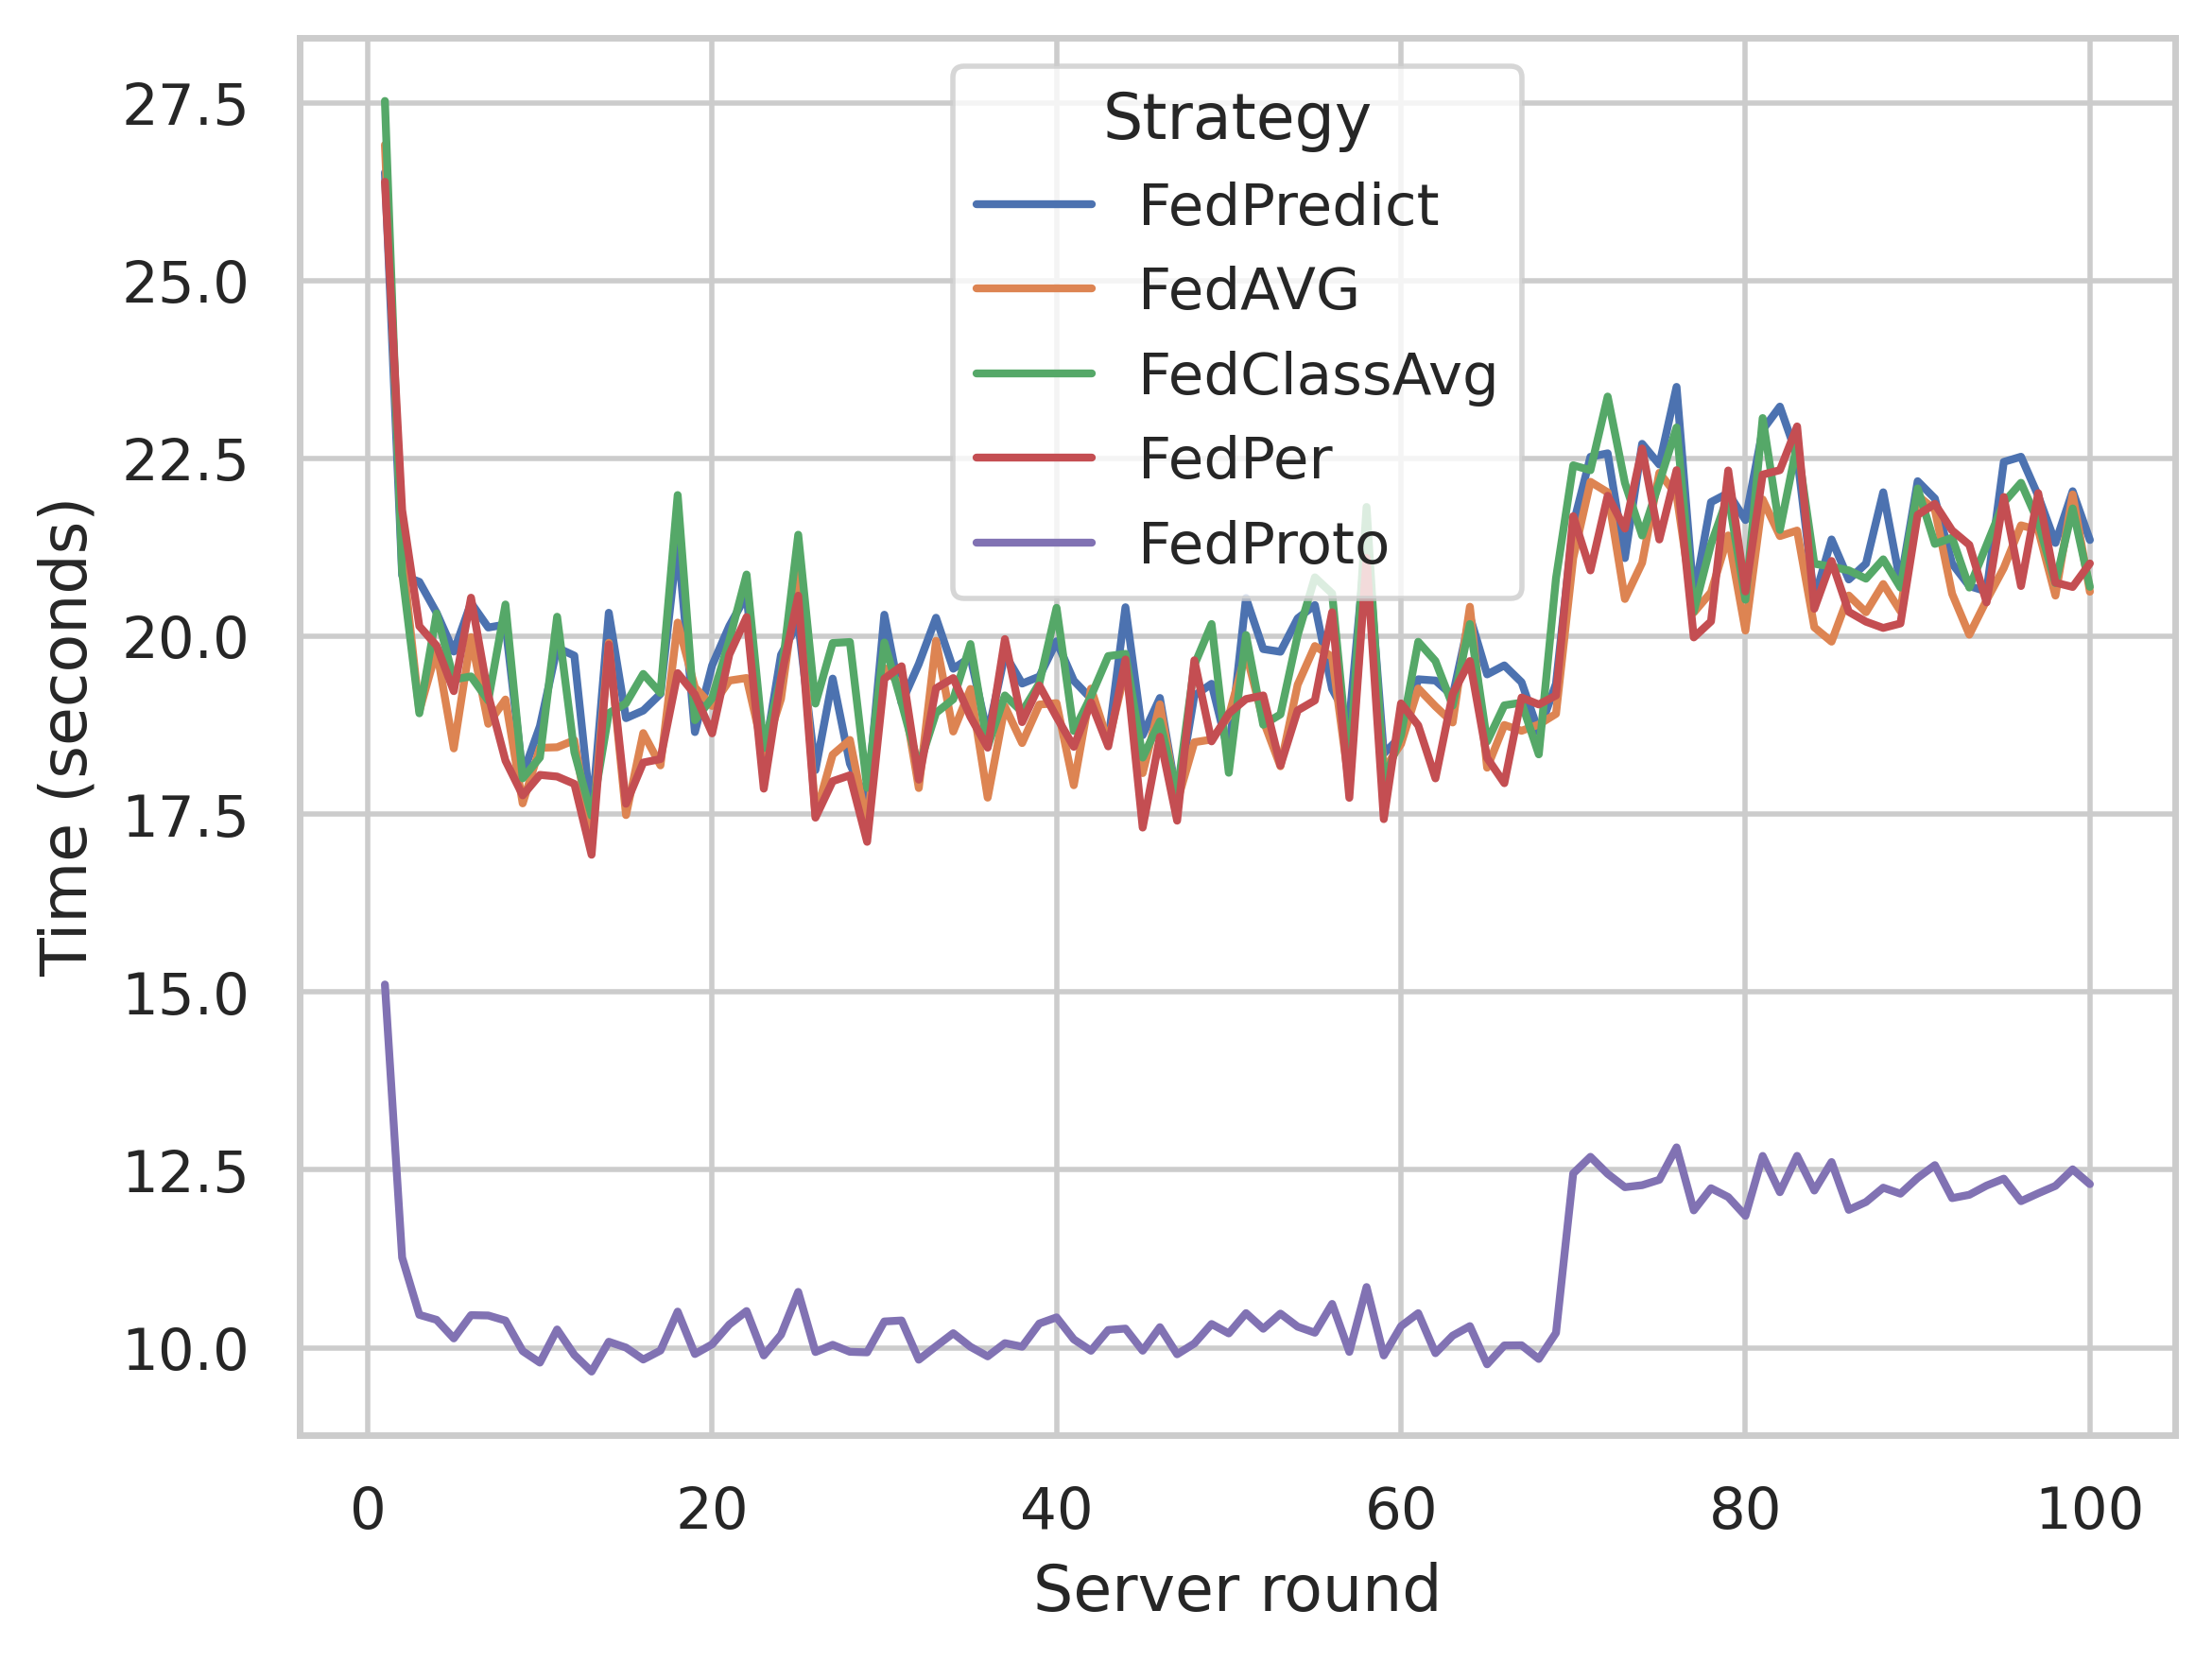 Strategy
FedPredict
FedAVG
FedClassAvg
FedPer
FedProto
27.5
25.0
22.5
20.0
17.5
15.0
12.5
10.0
Time (seconds)
0 20 40 60 80 100
Server round